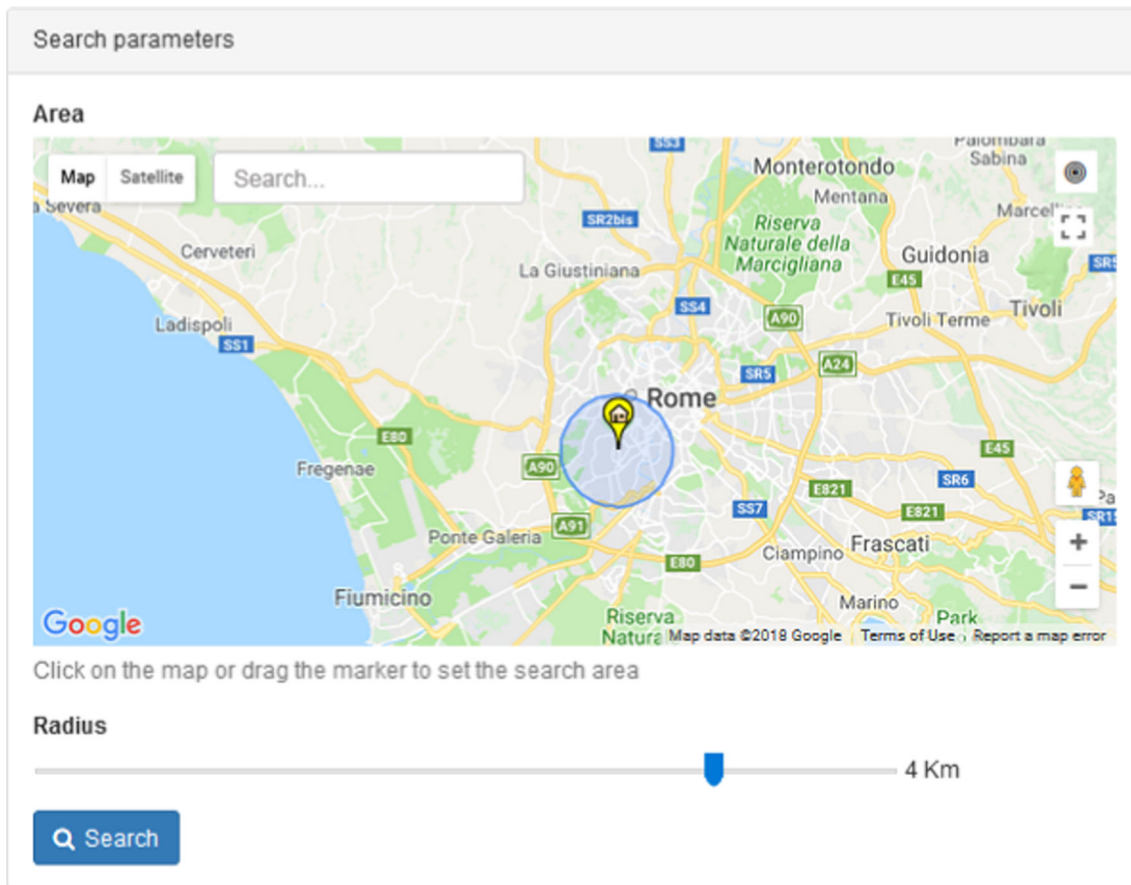 Search parameters
Area
SS3
Palombara
Sabina
Map Satellite Search...
Monterotondo
Mentana
a Severa
SR2bis
Riserva
Naturale della
Marcigliana
Cerveteri
La Giustiniana
Guidonia
E45
SS4
A90
Tivoli
Ladispoli
SS1
Tivoli Terme
SR5
A24
Rome
E80
E45
Fregenae
A90
SR6
E821
SS7
E821
A91
Ponte Galeria
Ciampino
Frascati
E80
Fiumicino
Marino
Riserva
Park
Google
Map data ©2018 Google Terms of Use Report a map error
Click on the map or drag the marker to set the search area
Radius
4 Km
Search